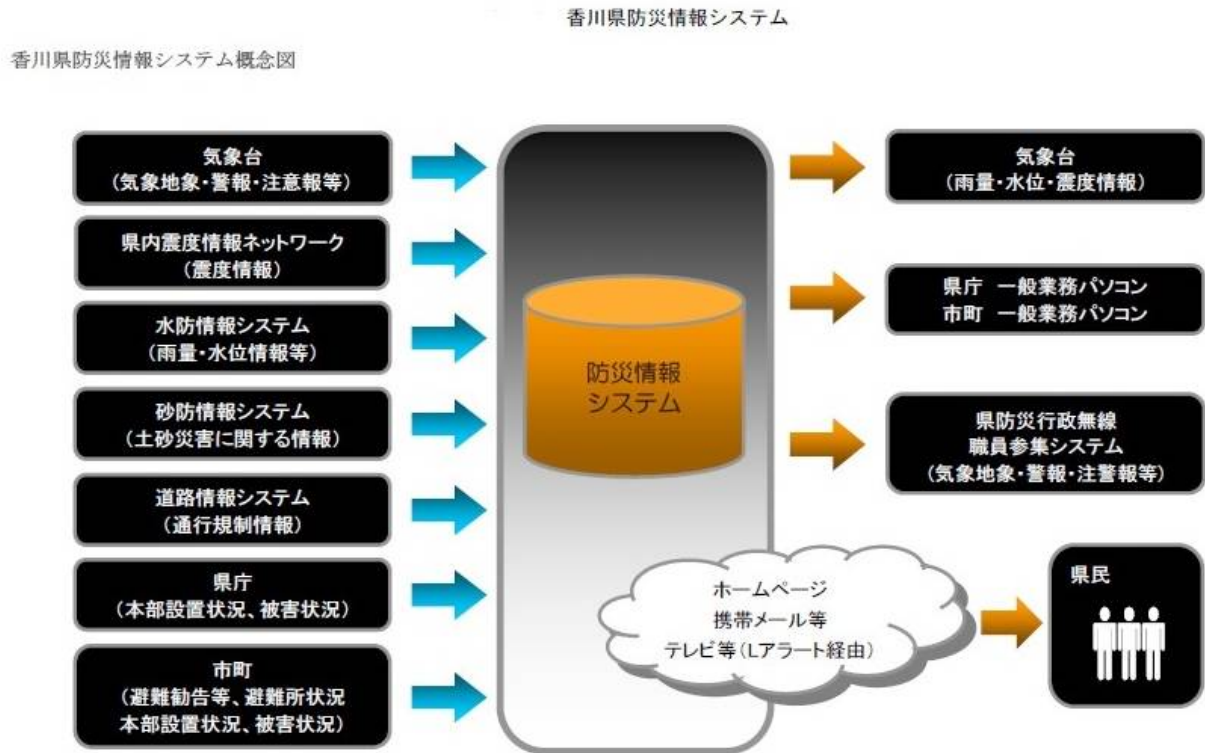 香川県防災情報システム
香川県防災情報システム概念図
気象台
(気象地象・警報・注意報等)
県内震度情報ネットワーク
(震度情報)
水防情報システム
(雨量・水位情報等)
砂防情報システム
(土砂災害に関する情報)
道路情報システム
(通行規制情報)
県庁
(本部設置状況、被害状況)
市町
(避難勧告等、避難所状況
本部設置状況、被害状況)
防災情報
システム
気象台
(雨量・水位・震度情報)
県庁 一般業務パソコン
市町 一般業務パソコン
県防災行政無線
職員参集システム
(気象地象・警報・注警報等)
ホームページ
携帯メール等
テレビ等(Lアラート経由)
県民